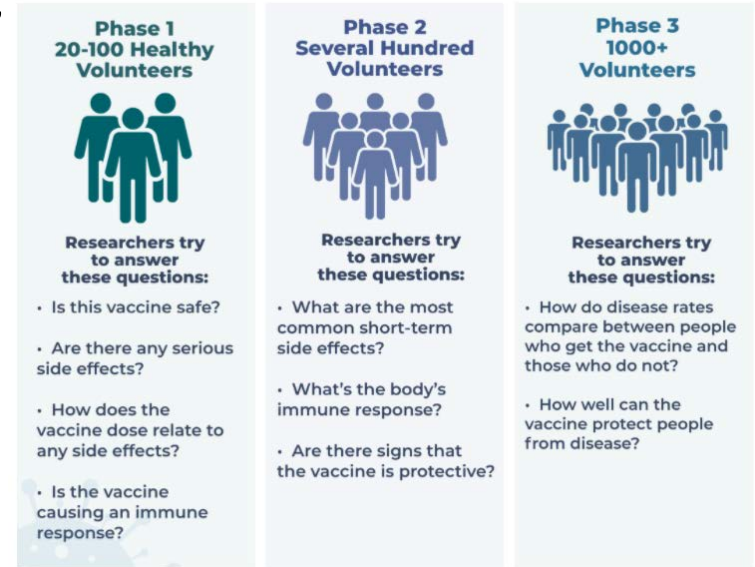 Phase 1
20-100 Healthy
Volunteers
Researchers try
to answer
these questions:
• Is this vaccine safe?
• Are there any serious
side effects?
• How does the
vaccine dose relate to
any side effects?
• Is the vaccine
causing an immune
response?
Phase 2
Several Hundred
Volunteers
Researchers try
to answer
these questions:
• What are the most
common short-term
side effects?
• What's the body's
immune response?
• Are there signs that
the vaccine is protective?
Phase 3
1000+
Volunteers
Researchers try
to answer
these questions:
• How do disease rates
compare between people
who get the vaccine and
those who do not?
• How well can the
vaccine protect people
from disease?